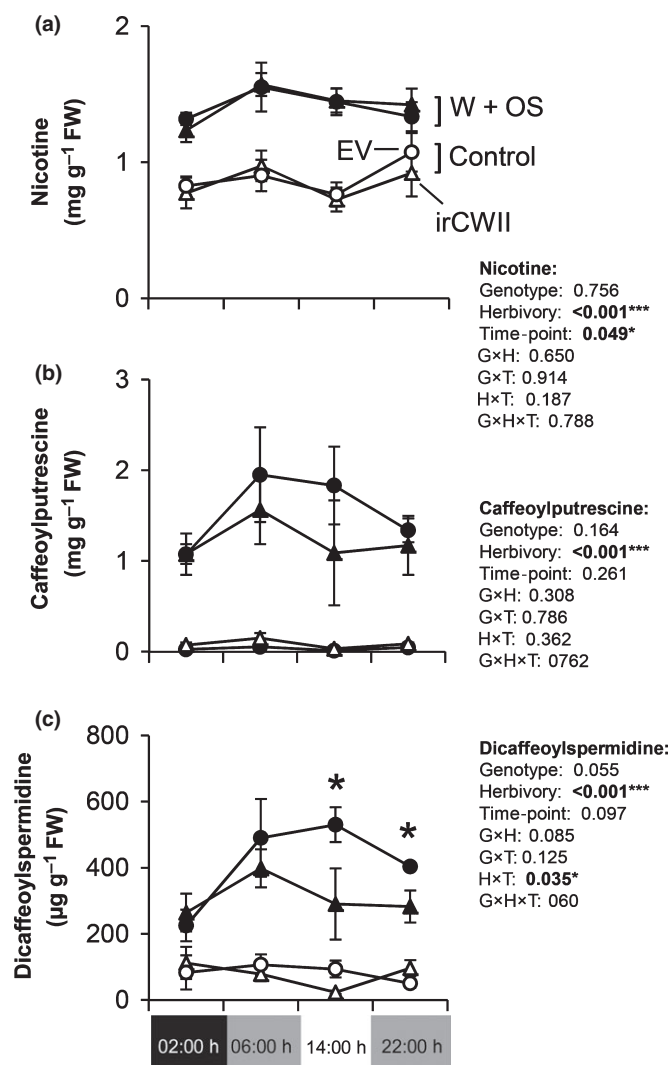 (a)
2
1
0
Nicotine
(mg g⁻¹ FW)
W + OS
EV
Control
irCWII
Nicotine:
Genotype: 0.756
Herbivory: <0.001***
Time-point: 0.049*
G×H: 0.650
G×T: 0.914
H×T: 0.187
G×H×T: 0.788
(b)
3
2
1
0
Caffeoylputrescine
(mg g⁻¹ FW)
Caffeoylputrescine:
Genotype: 0.164
Herbivory: <0.001***
Time-point: 0.261
G×H: 0.308
G×T: 0.786
H×T: 0.362
G×H×T: 0762
(c)
800
600
400
200
0
Dicaffeoylspermidine
(µg g⁻¹ FW)
*
*
Dicaffeoylspermidine:
Genotype: 0.055
Herbivory: <0.001***
Time-point: 0.097
G×H: 0.085
G×T: 0.125
H×T: 0.035*
G×H×T: 060
02:00 h 06:00 h 14:00 h 22:00 h